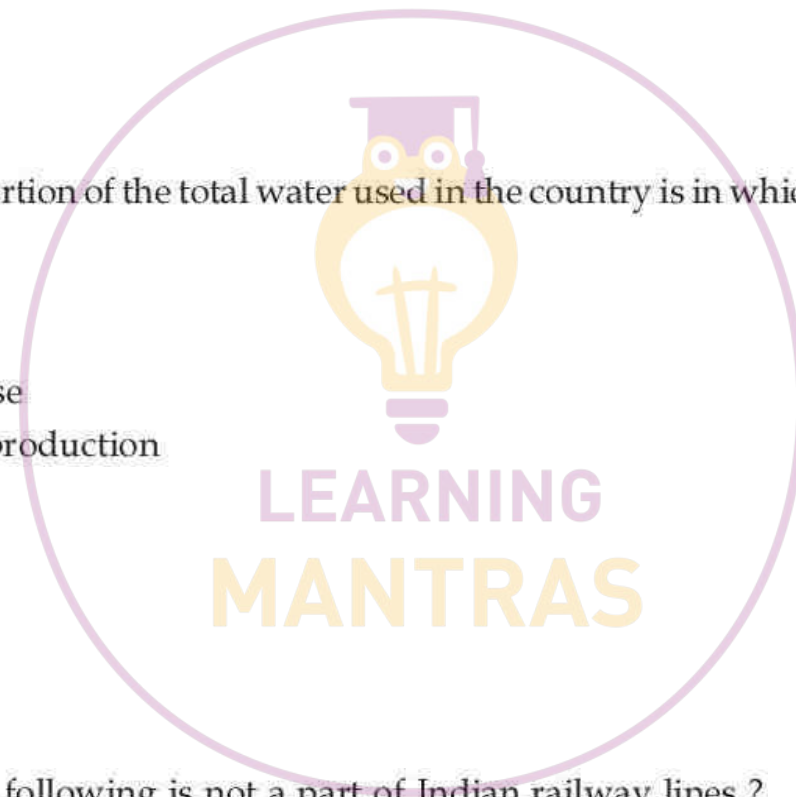 rtion of the total water used in the country is in whic
se
production
LEARNING
MANTRAS
following is not a part of Indian railway lines ?